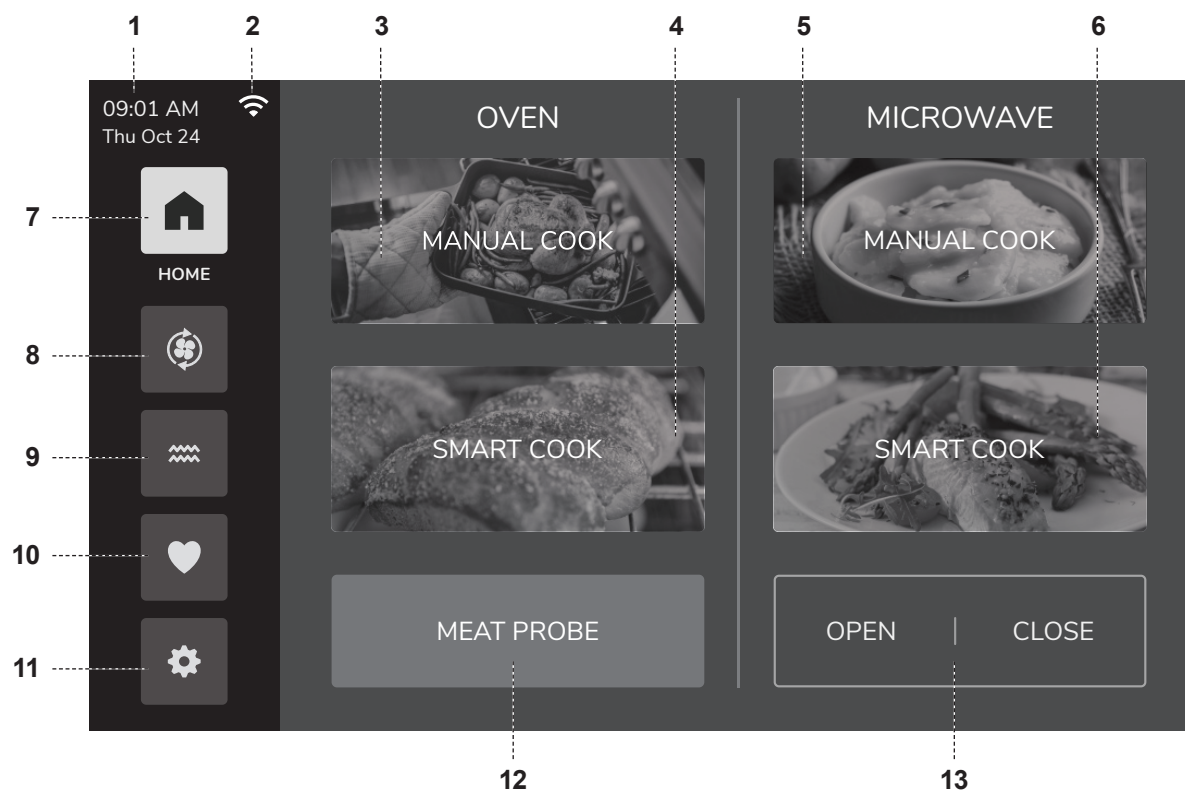 1 2 3 4 5 6
09:01 AM
Thu Oct 24
OVEN MICROWAVE
7
HOME
MANUAL COOK MANUAL COOK
8
9
SMART COOK SMART COOK
10
11
MEAT PROBE OPEN | CLOSE
12 13